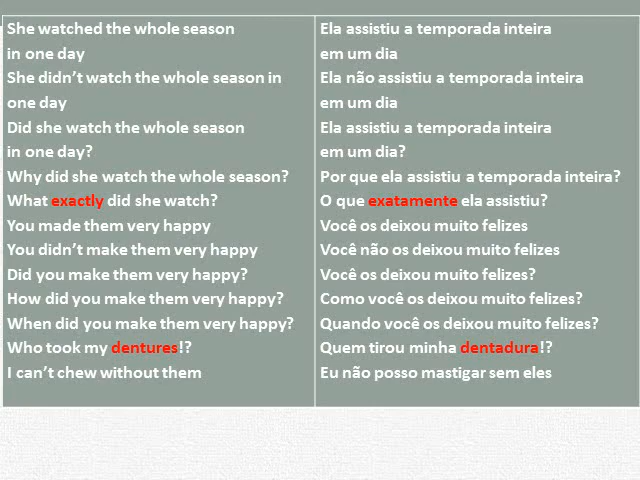 She watched the whole season
in one day
She didn't watch the whole season in
one day
Did she watch the whole season
in one day?
Why did she watch the whole season?
What exactly did she watch?
You made them very happy
You didn't make them very happy
Did you make them very happy?
How did you make them very happy?
When did you make them very happy?
Who took my dentures!?
I can't chew without them
Ela assistiu a temporada inteira
em um dia
Ela não assistiu a temporada inteira
em um dia
Ela assistiu a temporada inteira
em um dia?
Por que ela assistiu a temporada inteira?
O que exatamente ela assistiu?
Você os deixou muito felizes
Você não os deixou muito felizes
Você os deixou muito felizes?
Como você os deixou muito felizes?
Quando você os deixou muito felizes?
Quem tirou minha dentadura!?
Eu não posso mastigar sem eles